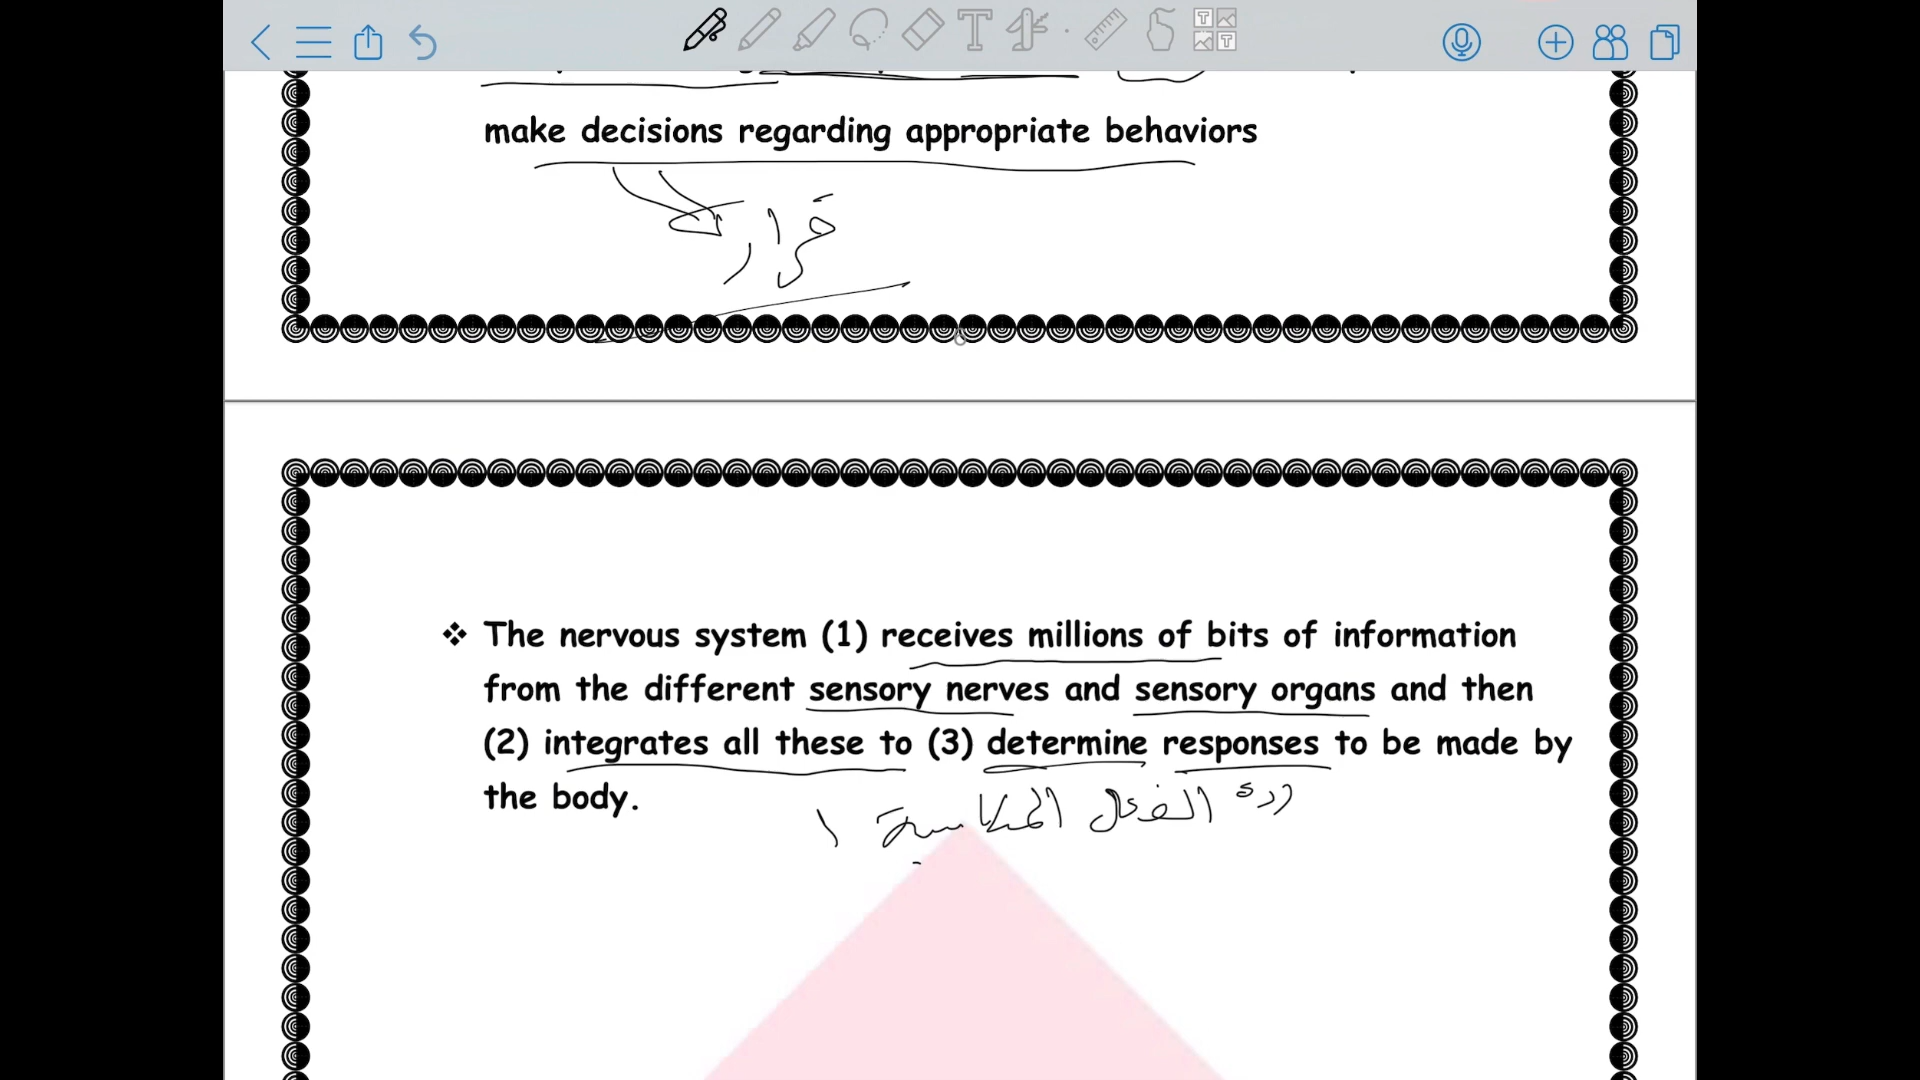 make decisions regarding appropriate behaviors
قرار
❖ The nervous system (1) receives millions of bits of information
from the different sensory nerves and sensory organs and then
(2) integrates all these to (3) determine responses to be made by
the body.
ردة الفعل المناسبة